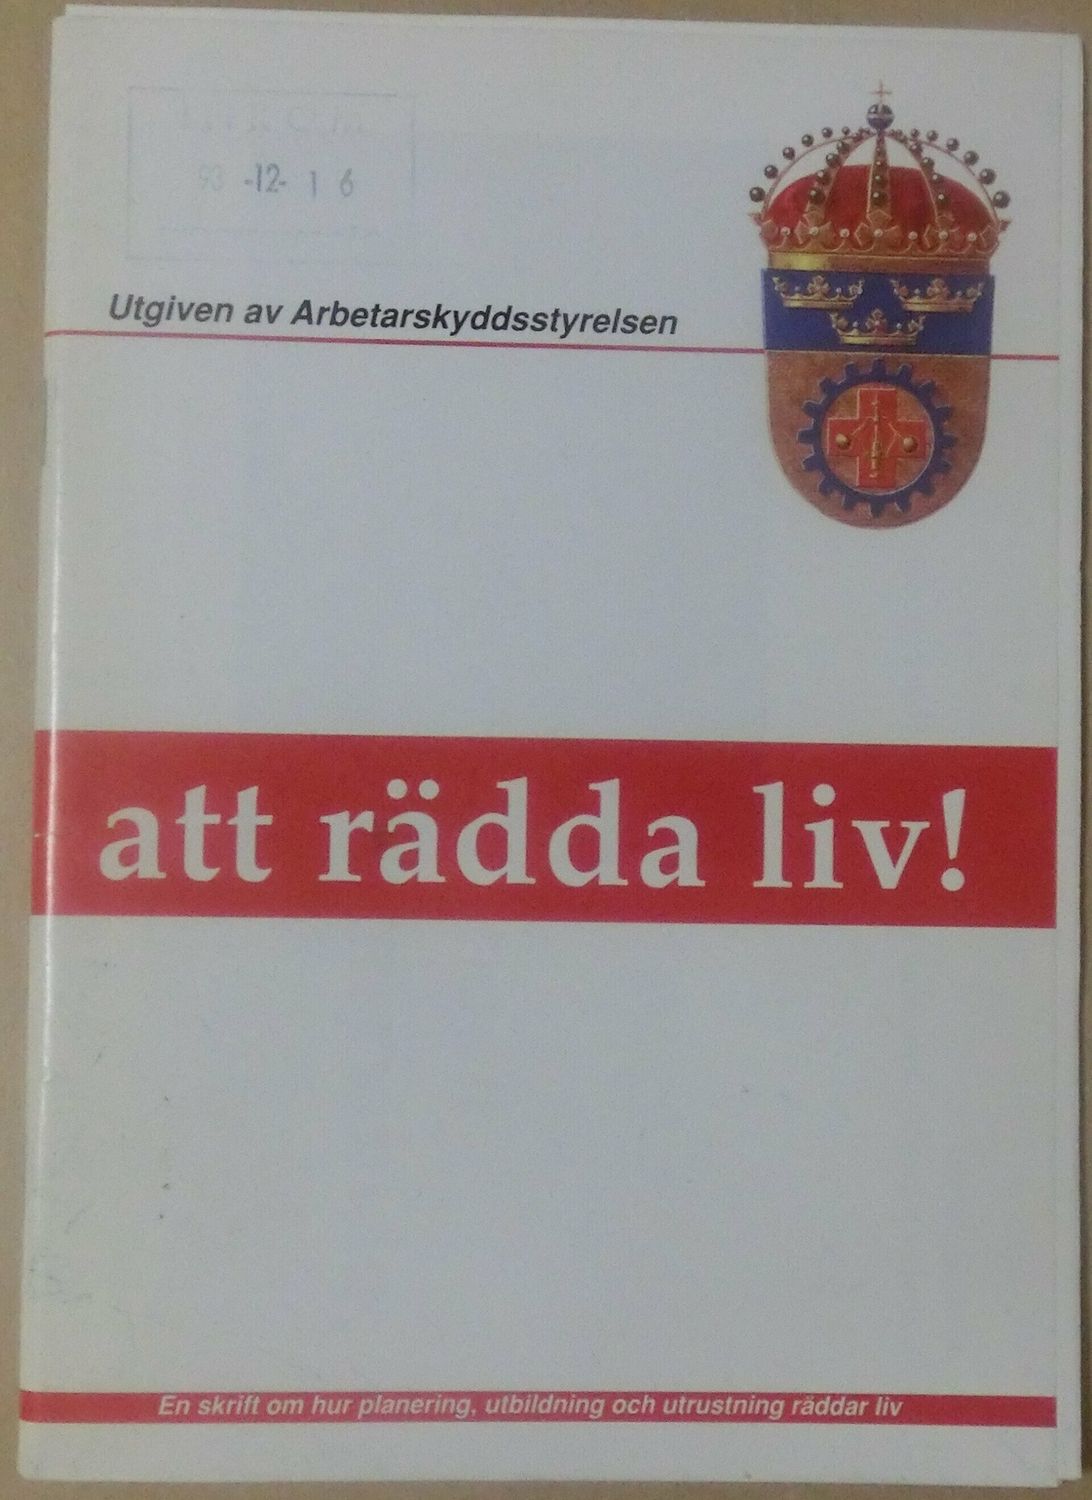 93 -12- 1 6
Utgiven av Arbetarskyddsstyrelsen
att rädda liv!
En skrift om hur planering, utbildning och utrustning räddar liv